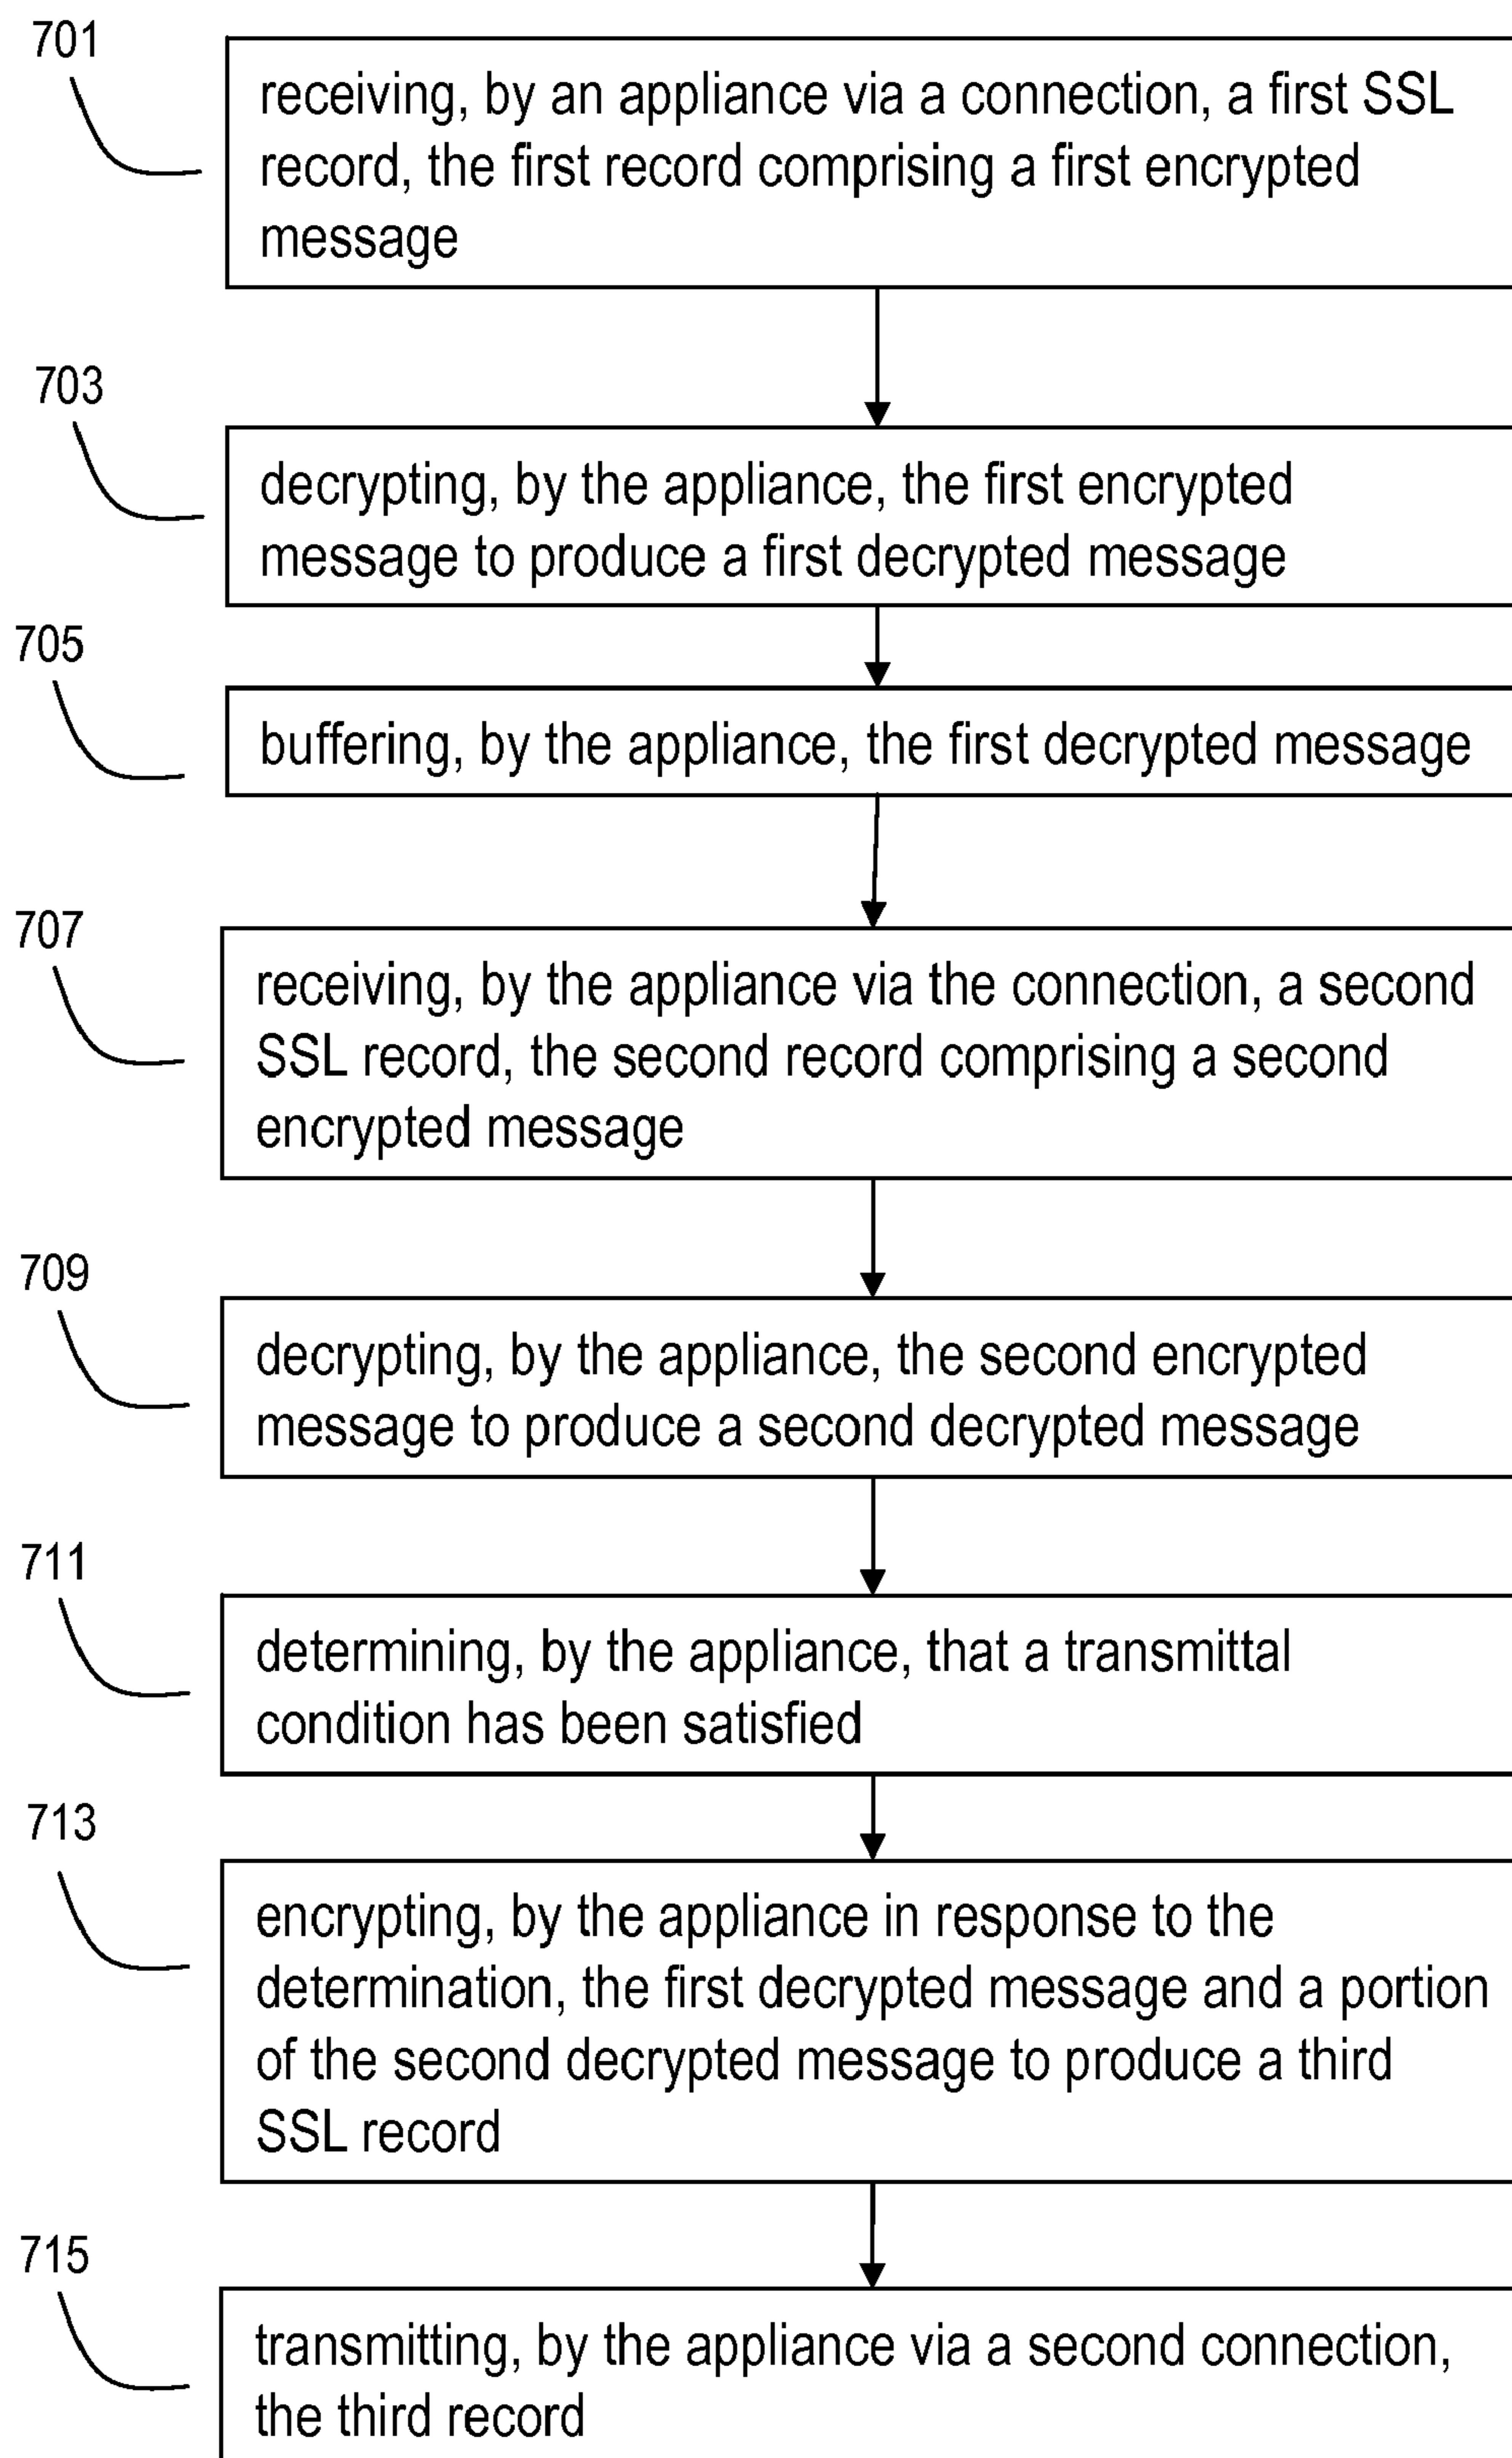 701
receiving, by an appliance via a connection, a first SSL
record, the first record comprising a first encrypted
message
703
decrypting, by the appliance, the first encrypted
message to produce a first decrypted message
705
buffering, by the appliance, the first decrypted message
707
receiving, by the appliance via the connection, a second
SSL record, the second record comprising a second
encrypted message
709
decrypting, by the appliance, the second encrypted
message to produce a second decrypted message
711
determining, by the appliance, that a transmittal
condition has been satisfied
713
encrypting, by the appliance in response to the
determination, the first decrypted message and a portion
of the second decrypted message to produce a third
SSL record
715
transmitting, by the appliance via a second connection,
the third record